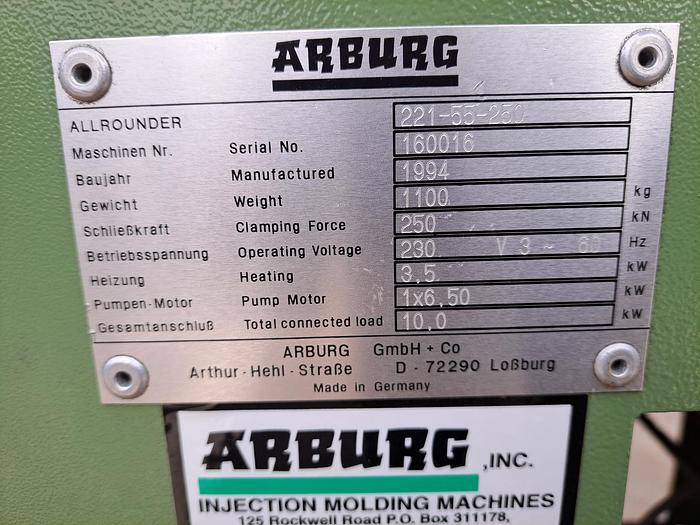 ARBURG
ALLROUNDER 221-55-250
Maschinen Nr. Serial No. 160016
Baujahr Manufactured 1994
Gewicht Weight 1100 kg
Schließkraft Clamping Force 250 kN
Betriebsspannung Operating Voltage 230 V 3 ~ 60 Hz
Heizung Heating 3,5 kW
Pumpen-Motor Pump Motor 1x6,50 kW
Gesamtanschluß Total connected load 10,0 kW
ARBURG GmbH + Co
Arthur-Hehl-Straße D-72290 Loßburg
Made in Germany
ARBURG, INC.
INJECTION MOLDING MACHINES
125 Rockwell Road P.O. Box 311178,